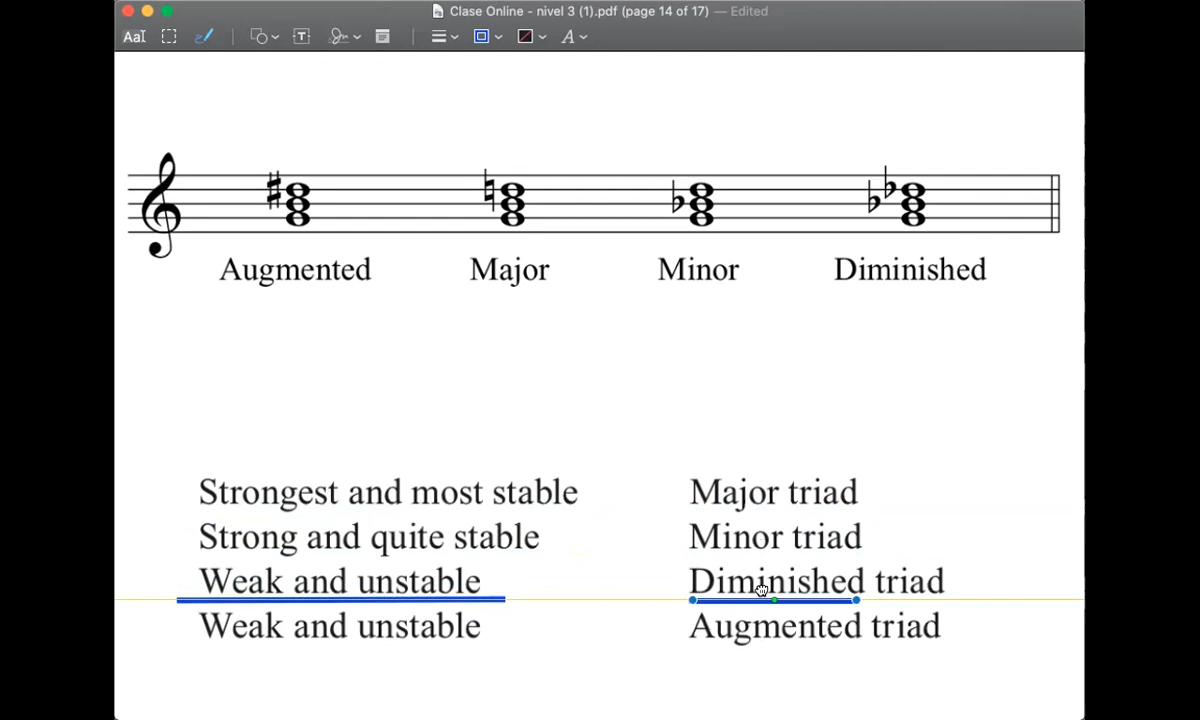 Clase Online - nivel 3 (1).pdf (page 14 of 17) — Edited
AaI T A
Augmented Major Minor Diminished
Strongest and most stable Major triad
Strong and quite stable Minor triad
Weak and unstable Diminished triad
Weak and unstable Augmented triad